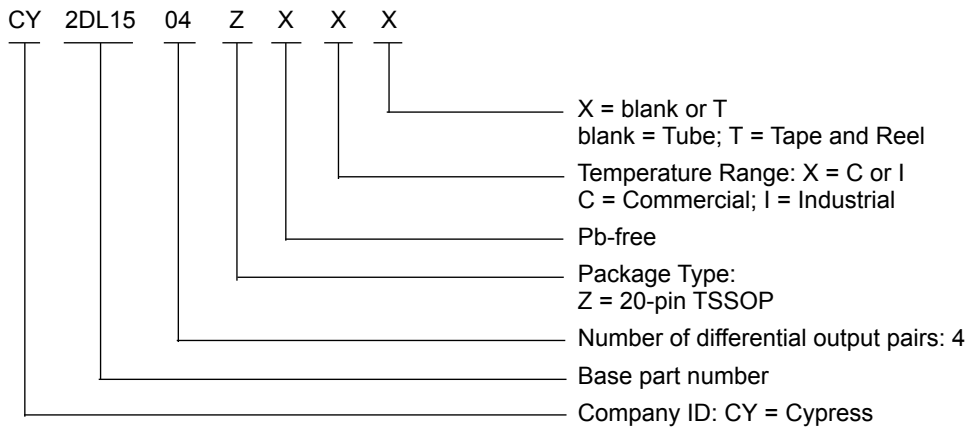 CY 2DL15 04 Z X X X
X = blank or T
blank = Tube; T = Tape and Reel
Temperature Range: X = C or I
C = Commercial; I = Industrial
Pb-free
Package Type:
Z = 20-pin TSSOP
Number of differential output pairs: 4
Base part number
Company ID: CY = Cypress